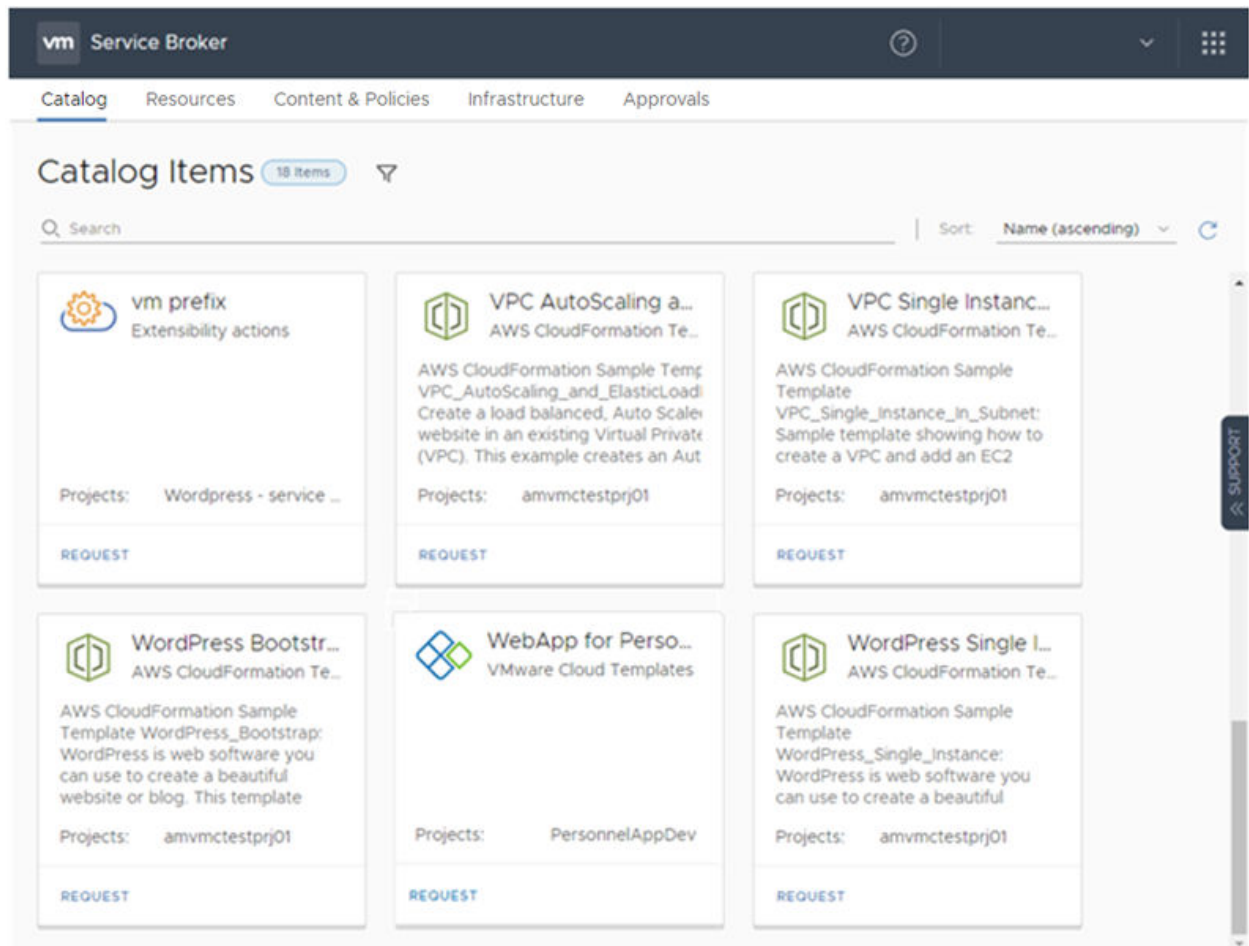 vm Service Broker
Catalog Resources Content & Policies Infrastructure Approvals
Catalog Items 18 Items
Search
Sort: Name (ascending)
vm prefix
Extensibility actions
Projects: Wordpress - service ...
REQUEST
VPC AutoScaling a...
AWS CloudFormation Te...
AWS CloudFormation Sample Temp
VPC_AutoScaling_and_ElasticLoadl
Create a load balanced, Auto Scaled
website in an existing Virtual Private
(VPC). This example creates an Aut
Projects: amvmctestprj01
REQUEST
VPC Single Instanc...
AWS CloudFormation Te...
AWS CloudFormation Sample
Template
VPC_Single_Instance_In_Subnet:
Sample template showing how to
create a VPC and add an EC2
Projects: amvmctestprj01
REQUEST
SUPPORT
WordPress Bootstr...
AWS CloudFormation Te...
AWS CloudFormation Sample
Template WordPress_Bootstrap:
WordPress is web software you
can use to create a beautiful
website or blog. This template
Projects: amvmctestprj01
REQUEST
WebApp for Perso...
VMware Cloud Templates
Projects: PersonnelAppDev
REQUEST
WordPress Single I...
AWS CloudFormation Te...
AWS CloudFormation Sample
Template
WordPress_Single_Instance:
WordPress is web software you
can use to create a beautiful
Projects: amvmctestprj01
REQUEST